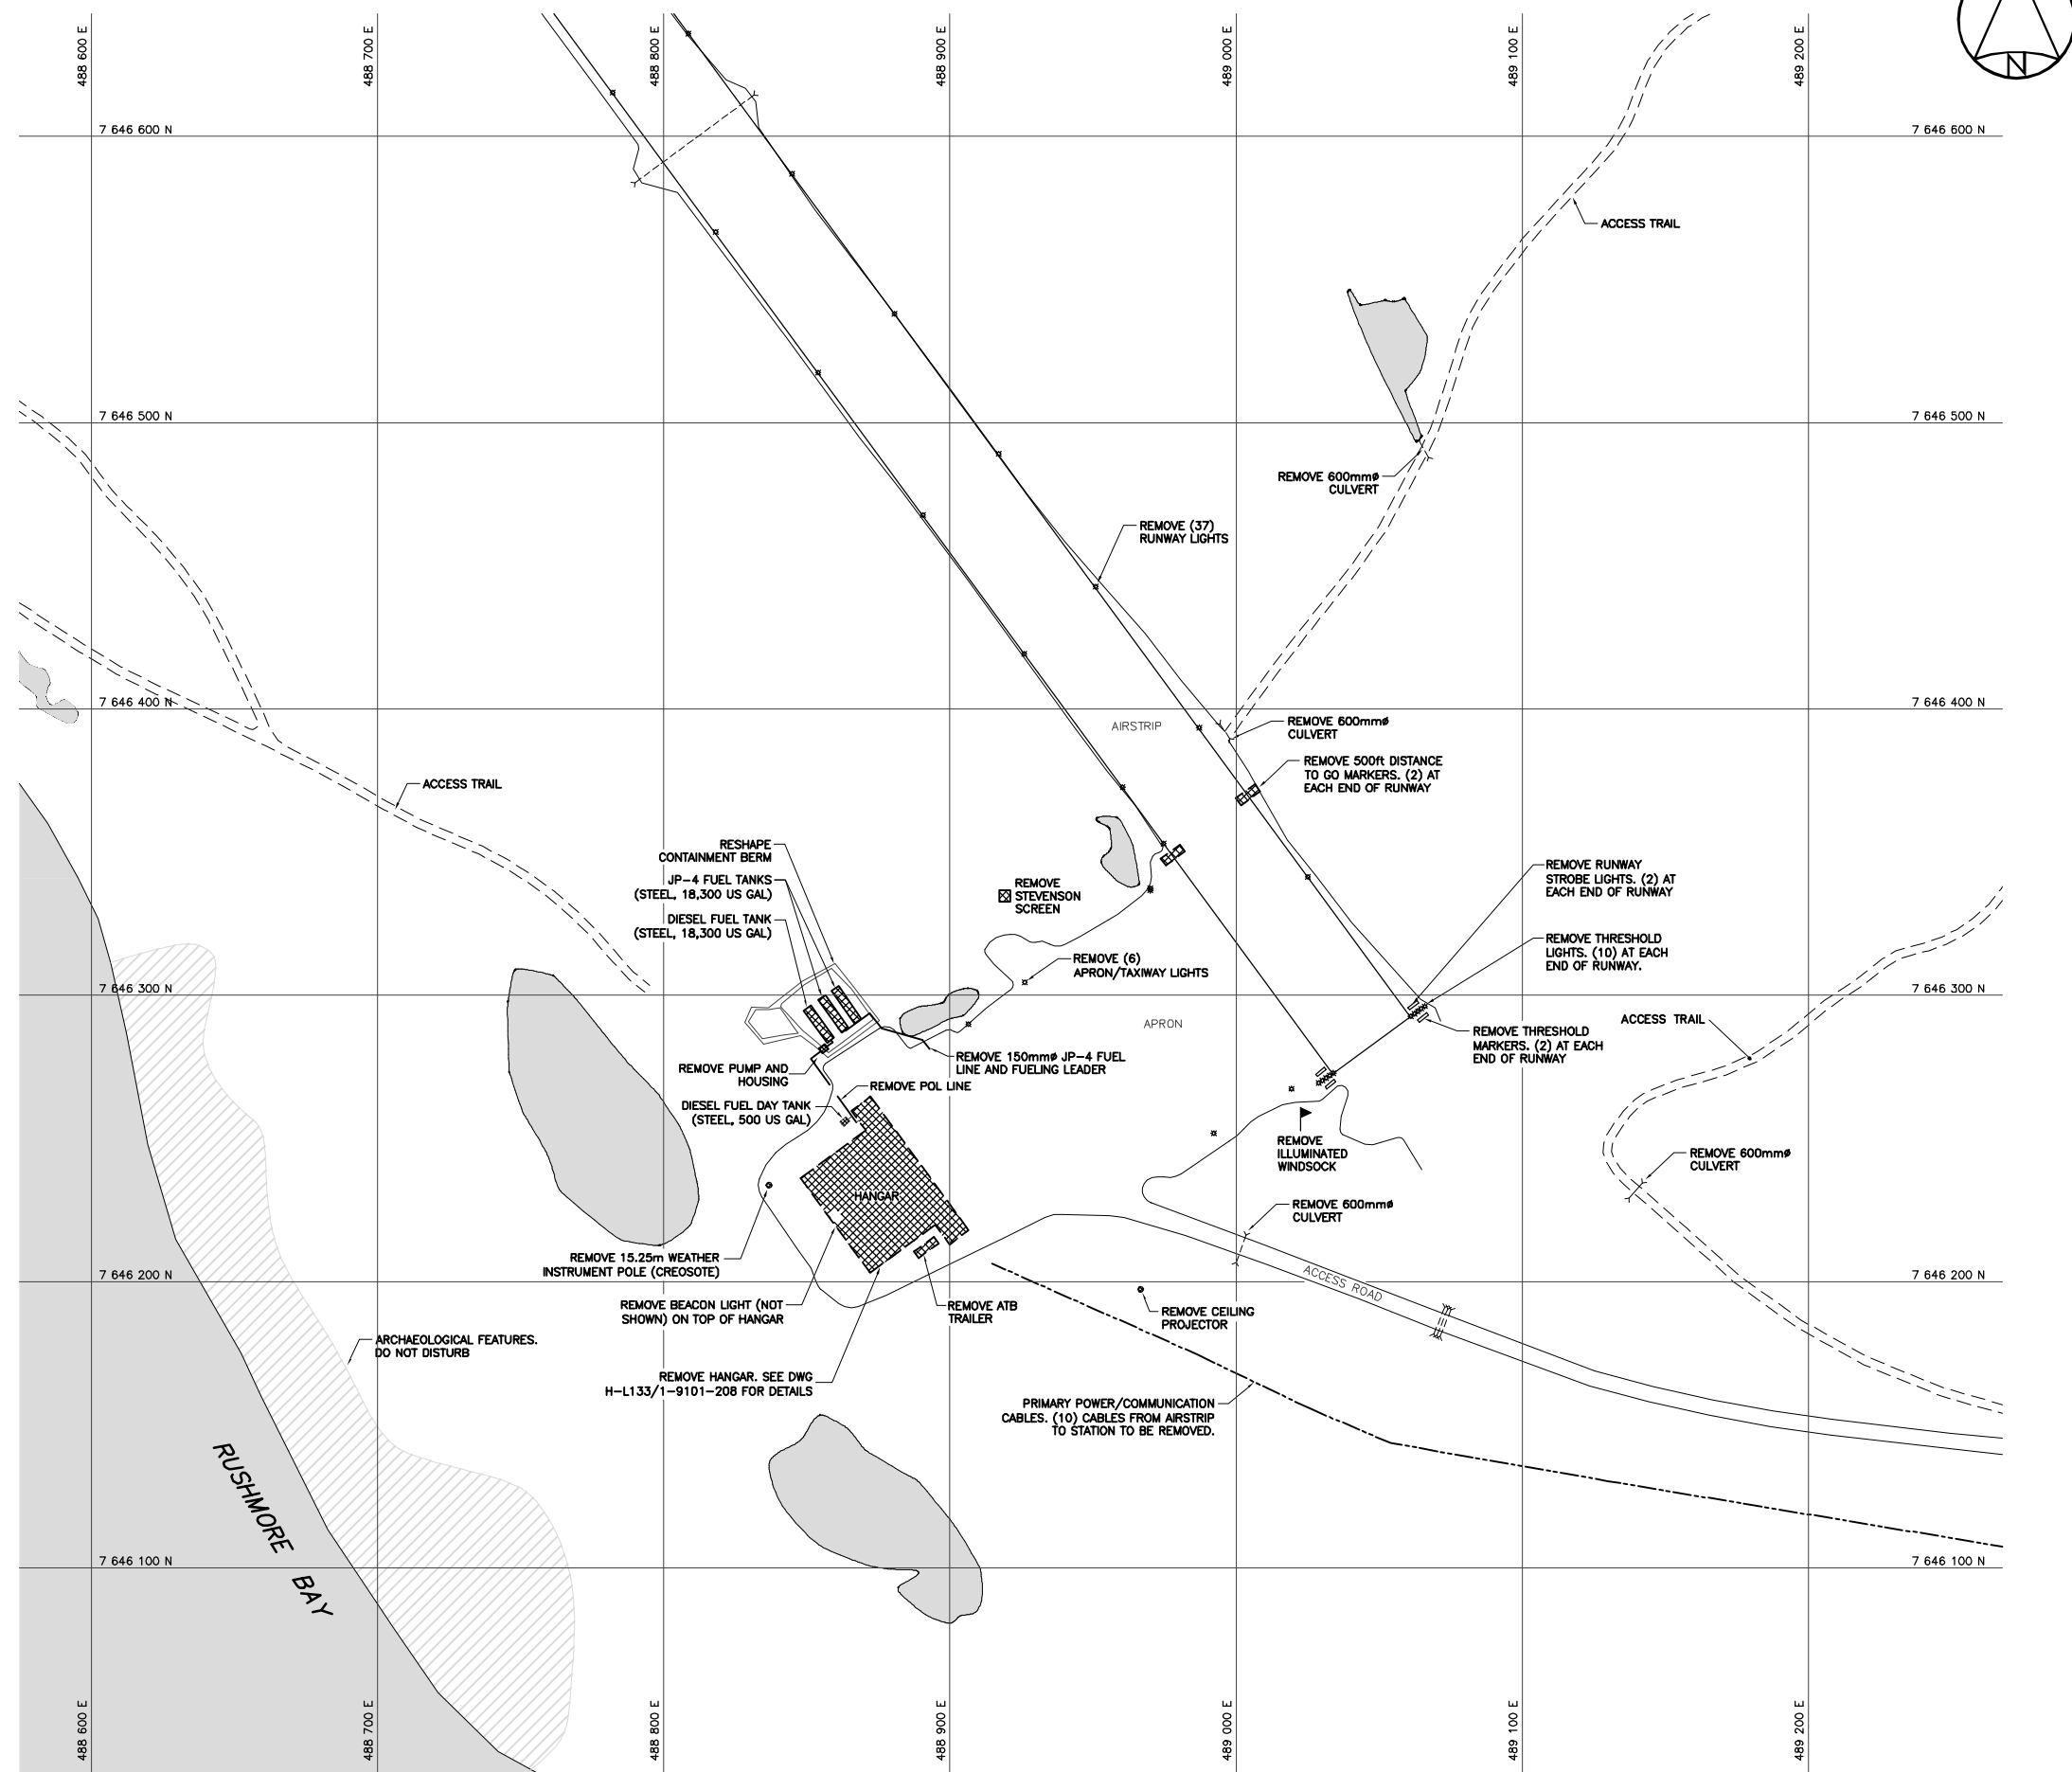 488 600 E
488 700 E
488 800 E
488 900 E
489 000 E
489 100 E
489 200 E
N
7 646 600 N
7 646 600 N
ACCESS TRAIL
7 646 500 N
7 646 500 N
REMOVE 600mmø
CULVERT
REMOVE (37)
RUNWAY LIGHTS
7 646 400 N
7 646 400 N
AIRSTRIP
REMOVE 600mmø
CULVERT
REMOVE 500ft DISTANCE
TO GO MARKERS. (2) AT
EACH END OF RUNWAY
ACCESS TRAIL
RESHAPE
CONTAINMENT BERM
JP-4 FUEL TANKS
(STEEL, 18,300 US GAL)
DIESEL FUEL TANK
(STEEL, 18,300 US GAL)
REMOVE
STEVENSON
SCREEN
REMOVE RUNWAY
STROBE LIGHTS. (2) AT
EACH END OF RUNWAY
REMOVE THRESHOLD
LIGHTS. (10) AT EACH
END OF RUNWAY.
REMOVE (6)
APRON/TAXIWAY LIGHTS
7 646 300 N
7 646 300 N
APRON
ACCESS TRAIL
REMOVE THRESHOLD
MARKERS. (2) AT EACH
END OF RUNWAY
REMOVE 150mmø JP-4 FUEL
LINE AND FUELING LEADER
REMOVE PUMP AND
HOUSING
REMOVE POL LINE
DIESEL FUEL DAY TANK
(STEEL, 500 US GAL)
REMOVE
ILLUMINATED
WINDSOCK
REMOVE 600mmø
CULVERT
HANGAR
REMOVE 600mmø
CULVERT
REMOVE 15.25m WEATHER
INSTRUMENT POLE (CREOSOTE)
7 646 200 N
7 646 200 N
ACCESS ROAD
REMOVE BEACON LIGHT (NOT
SHOWN) ON TOP OF HANGAR
REMOVE ATB
TRAILER
REMOVE CEILING
PROJECTOR
ARCHAEOLOGICAL FEATURES.
DO NOT DISTURB
REMOVE HANGAR. SEE DWG
H-L133/1-9101-208 FOR DETAILS
PRIMARY POWER/COMMUNICATION
CABLES. (10) CABLES FROM AIRSTRIP
TO STATION TO BE REMOVED.
RUSHMORE BAY
7 646 100 N
7 646 100 N
488 600 E
488 700 E
488 800 E
488 900 E
489 000 E
489 100 E
489 200 E